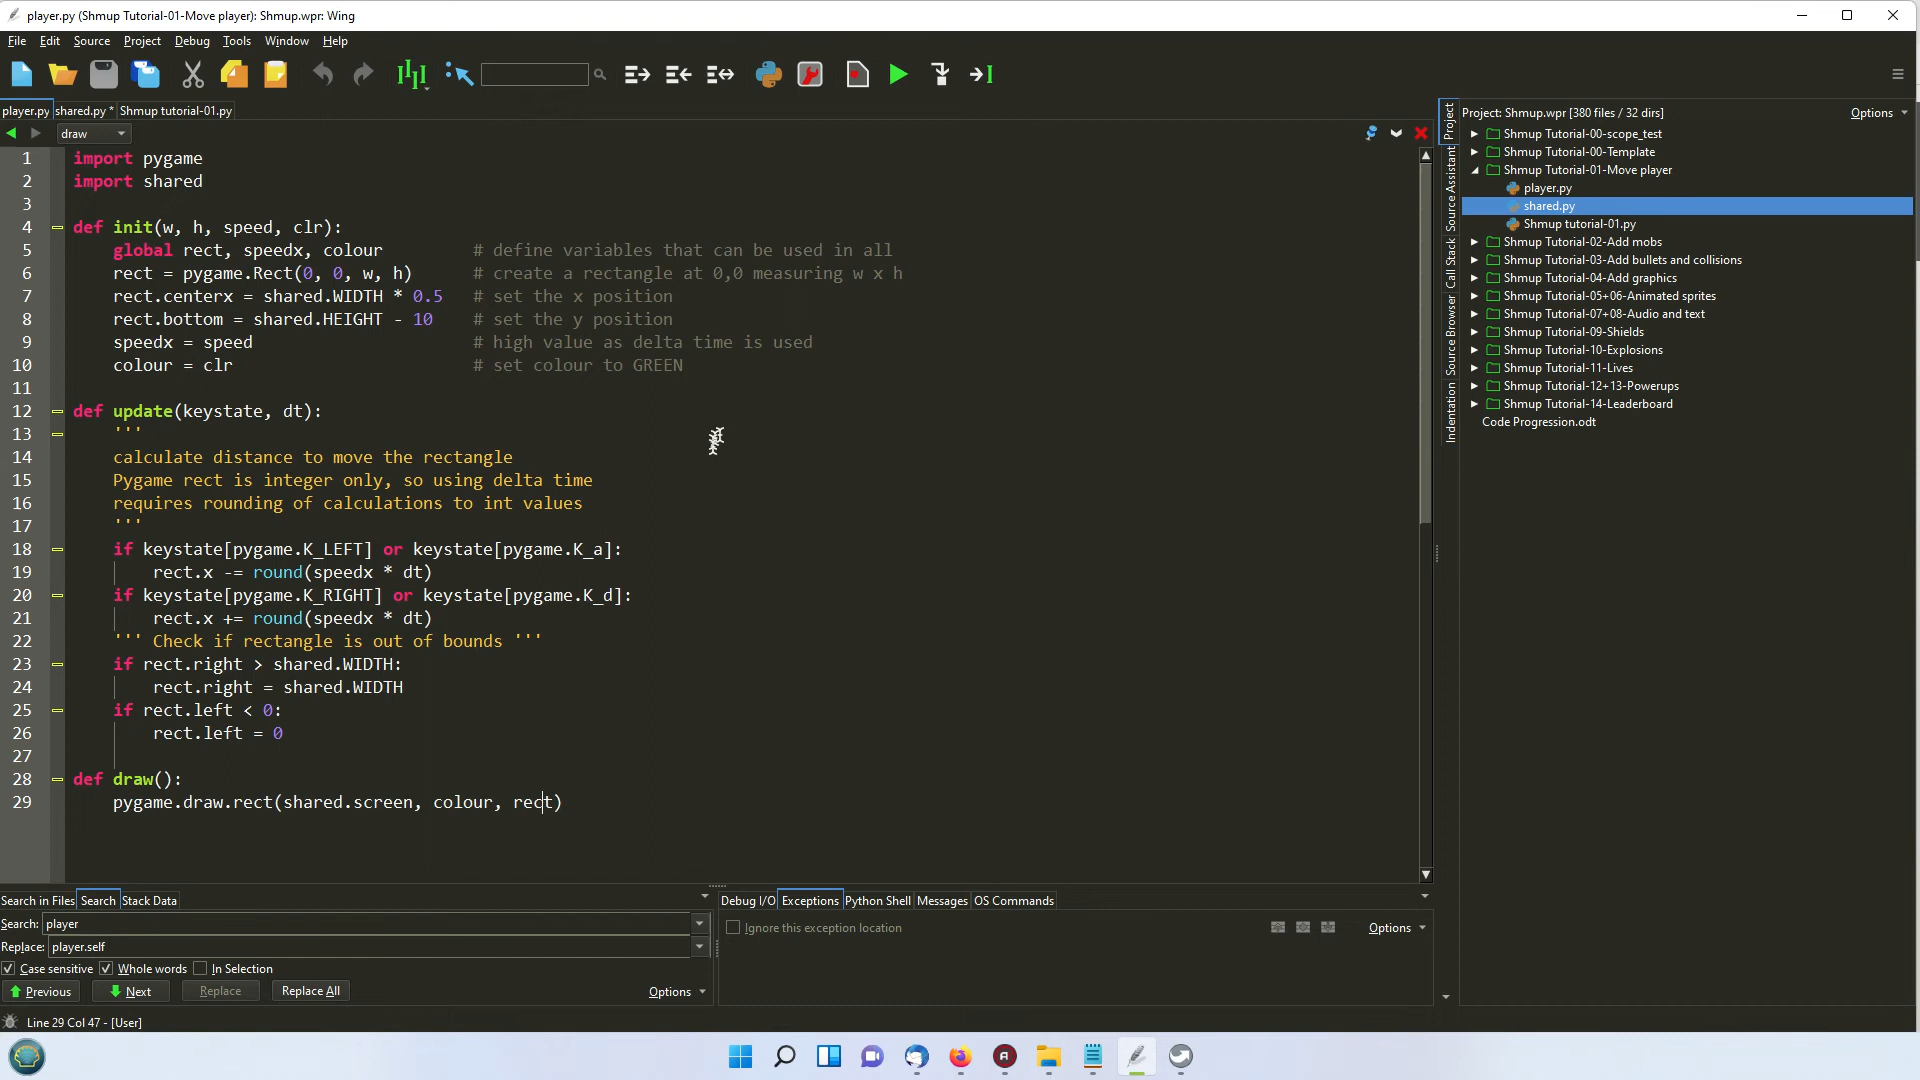 player.py (Shmup Tutorial-01-Move player): Shmup.wpr: Wing
File Edit Source Project Debug Tools Window Help
player.py shared.py * Shmup tutorial-01.py
draw
1 import pygame
2 import shared
3
4 def init(w, h, speed, clr):
5 global rect, speedx, colour # define variables that can be used in all
6 rect = pygame.Rect(0, 0, w, h) # create a rectangle at 0,0 measuring w x h
7 rect.centerx = shared.WIDTH * 0.5 # set the x position
8 rect.bottom = shared.HEIGHT - 10 # set the y position
9 speedx = speed # high value as delta time is used
10 colour = clr # set colour to GREEN
11
12 def update(keystate, dt):
13 '''
14 calculate distance to move the rectangle
15 Pygame rect is integer only, so using delta time
16 requires rounding of calculations to int values
17 '''
18 if keystate[pygame.K_LEFT] or keystate[pygame.K_a]:
19 rect.x -= round(speedx * dt)
20 if keystate[pygame.K_RIGHT] or keystate[pygame.K_d]:
21 rect.x += round(speedx * dt)
22 ''' Check if rectangle is out of bounds '''
23 if rect.right > shared.WIDTH:
24 rect.right = shared.WIDTH
25 if rect.left < 0:
26 rect.left = 0
27
28 def draw():
29 pygame.draw.rect(shared.screen, colour, rect)
Project
Source Assistant
Call Stack
Source Browser
Indentation
Project: Shmup.wpr [380 files / 32 dirs] Options
Shmup Tutorial-00-scope_test
Shmup Tutorial-00-Template
Shmup Tutorial-01-Move player
player.py
shared.py
Shmup tutorial-01.py
Shmup Tutorial-02-Add mobs
Shmup Tutorial-03-Add bullets and collisions
Shmup Tutorial-04-Add graphics
Shmup Tutorial-05+06-Animated sprites
Shmup Tutorial-07+08-Audio and text
Shmup Tutorial-09-Shields
Shmup Tutorial-10-Explosions
Shmup Tutorial-11-Lives
Shmup Tutorial-12+13-Powerups
Shmup Tutorial-14-Leaderboard
Code Progression.odt
Search in Files Search Stack Data
Search: player
Replace: player.self
Case sensitive Whole words In Selection
Previous Next Replace Replace All Options
Debug I/O Exceptions Python Shell Messages OS Commands
Ignore this exception location Options
Line 29 Col 47 - [User]